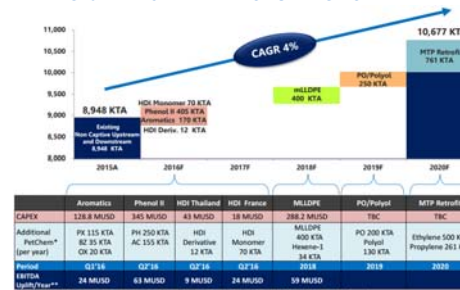 11,000
10,677 KTA
10,500
MTP Retrofit
761 KTA
CAGR 4%
10,000
PO/Polyol
250 KTA
9,500
mLLDPE
400 KTA
8,948 KTA
HDI Monomer 70 KTA
Phenol II 405 KTA
Aromatics 170 KTA
HDI Deriv. 12 KTA
9,000
Existing
Non Captive Upstream
and Downstream
8,948 KTA
8,500
8,000
2015A
2016F
2017F
2018F
2019F
2020F
Aromatics
Phenol II
HDI Thailand
HDI France
MLLDPE
PO/Polyol
MTP Retrofit
CAPEX
128.8 MUSD
345 MUSD
43 MUSD
18 MUSD
288.2 MUSD
TBC
TBC
Additional
PetChem*
(per year)
PX 115 KTA
BZ 35 KTA
OX 20 KTA
PH 250 KTA
AC 155 KTA
HDI
Derivative
12 KTA
HDI
Monomer
70 KTA
MLLDPE
400 KTA
Hexene-1
34 KTA
PO 200 KTA
Polyol
130 KTA
Ethylene 500 K
Propylene 261
Period
Q1'16
Q2'16
Q2'16
Q2'16
2018
2019
2020
EBITDA
Uplift/Year**
24 MUSD
63 MUSD
9 MUSD
24 MUSD
59 MUSD